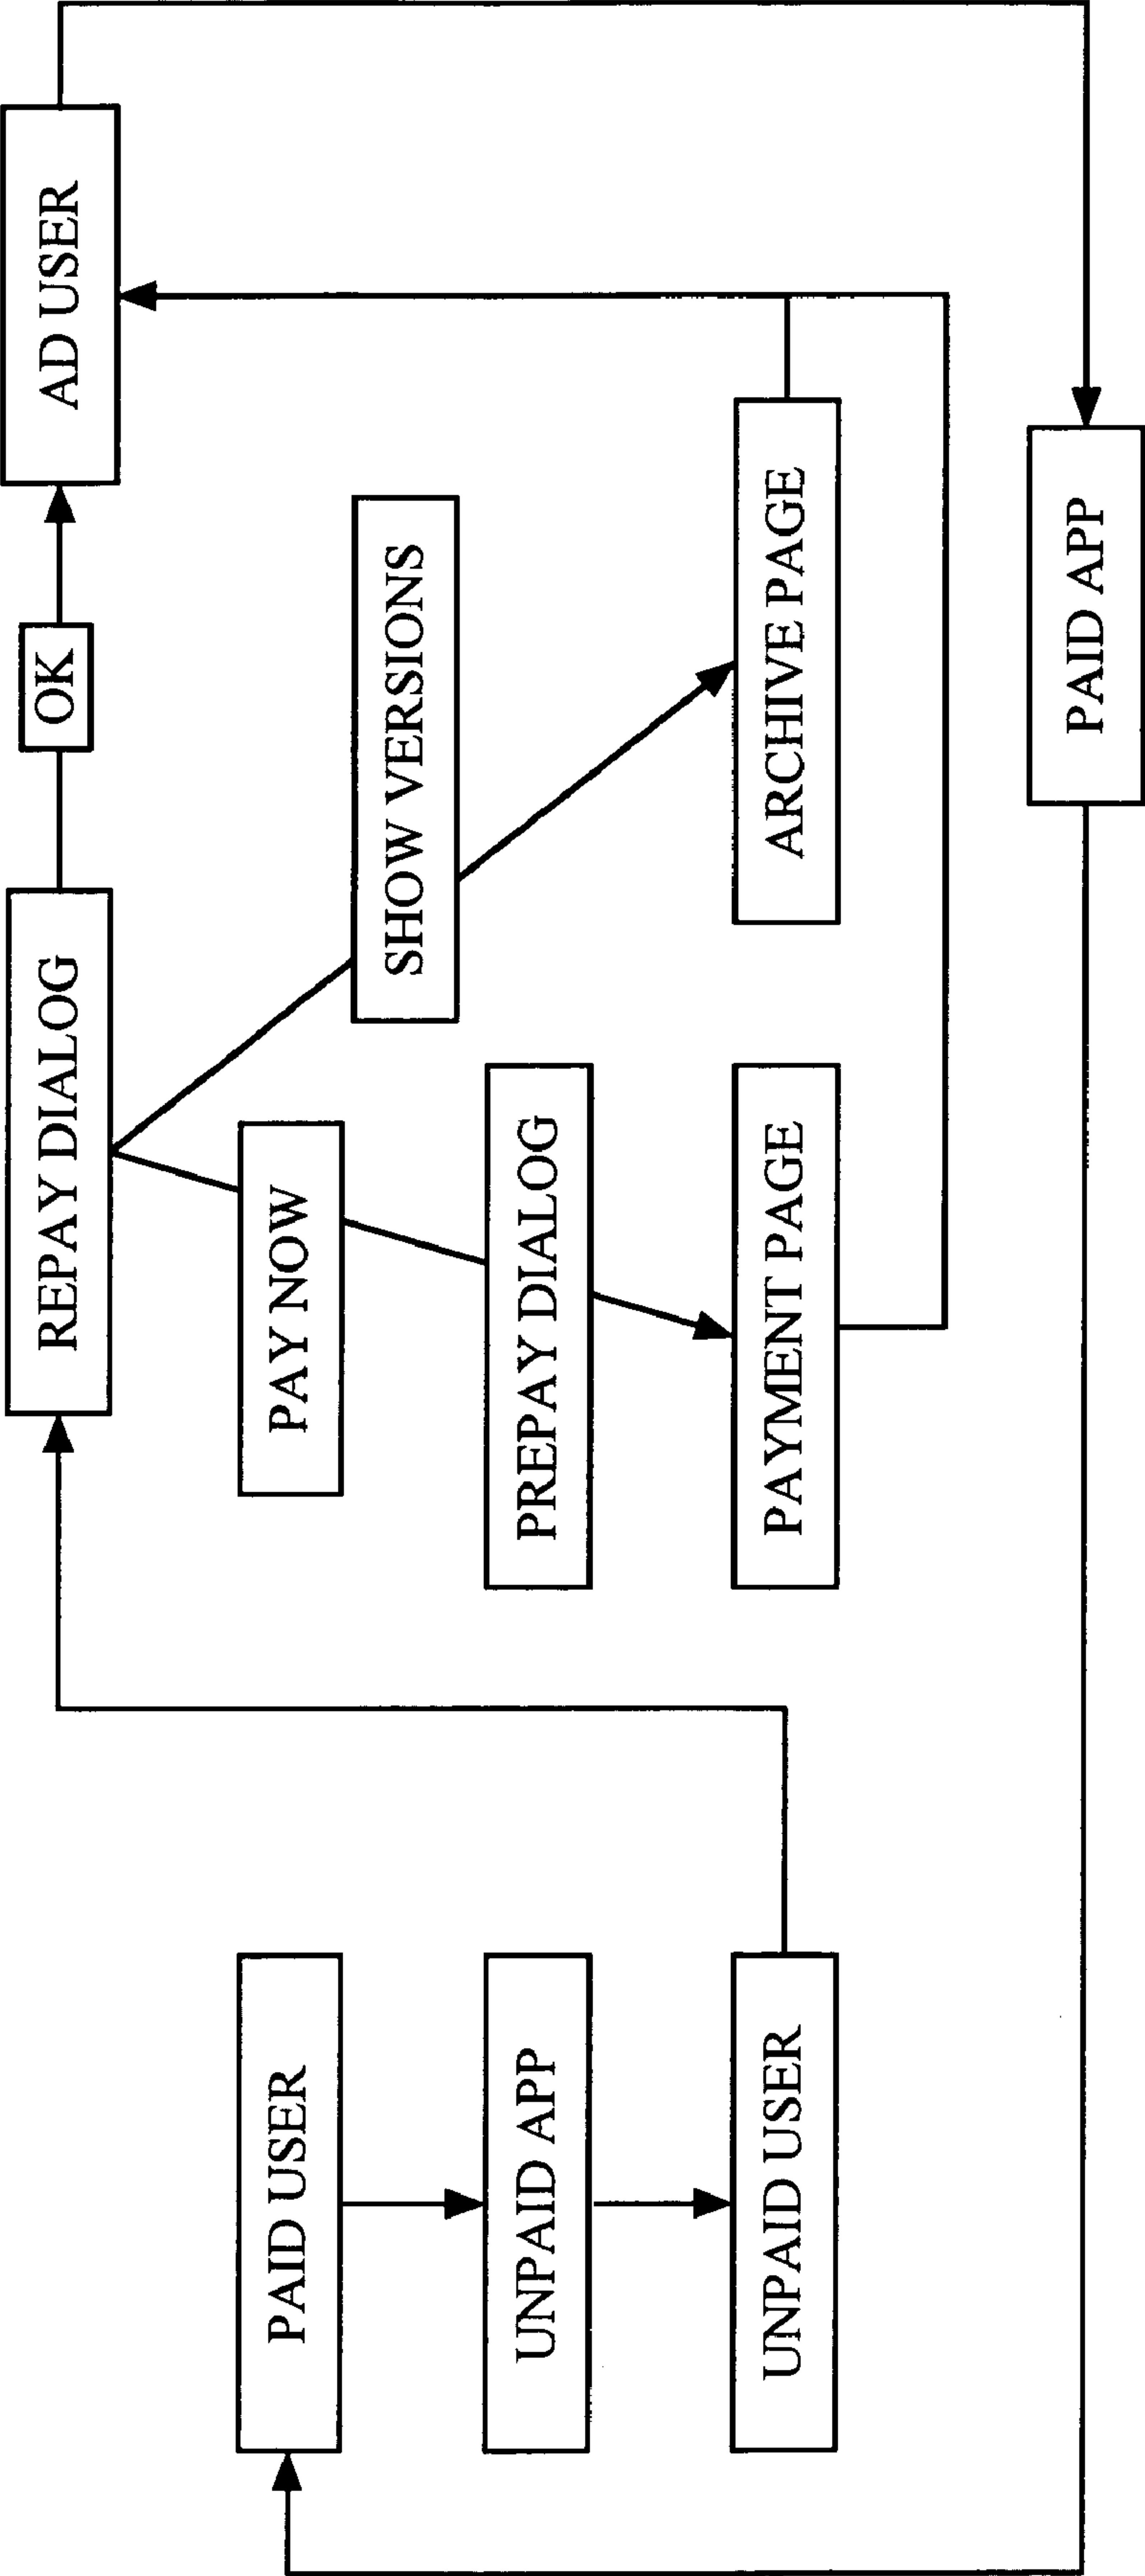 REPAY DIALOG
OK
AD USER
PAID USER
PAY NOW
SHOW VERSIONS
UNPAID APP
PREPAY DIALOG
UNPAID USER
PAYMENT PAGE
ARCHIVE PAGE
PAID APP